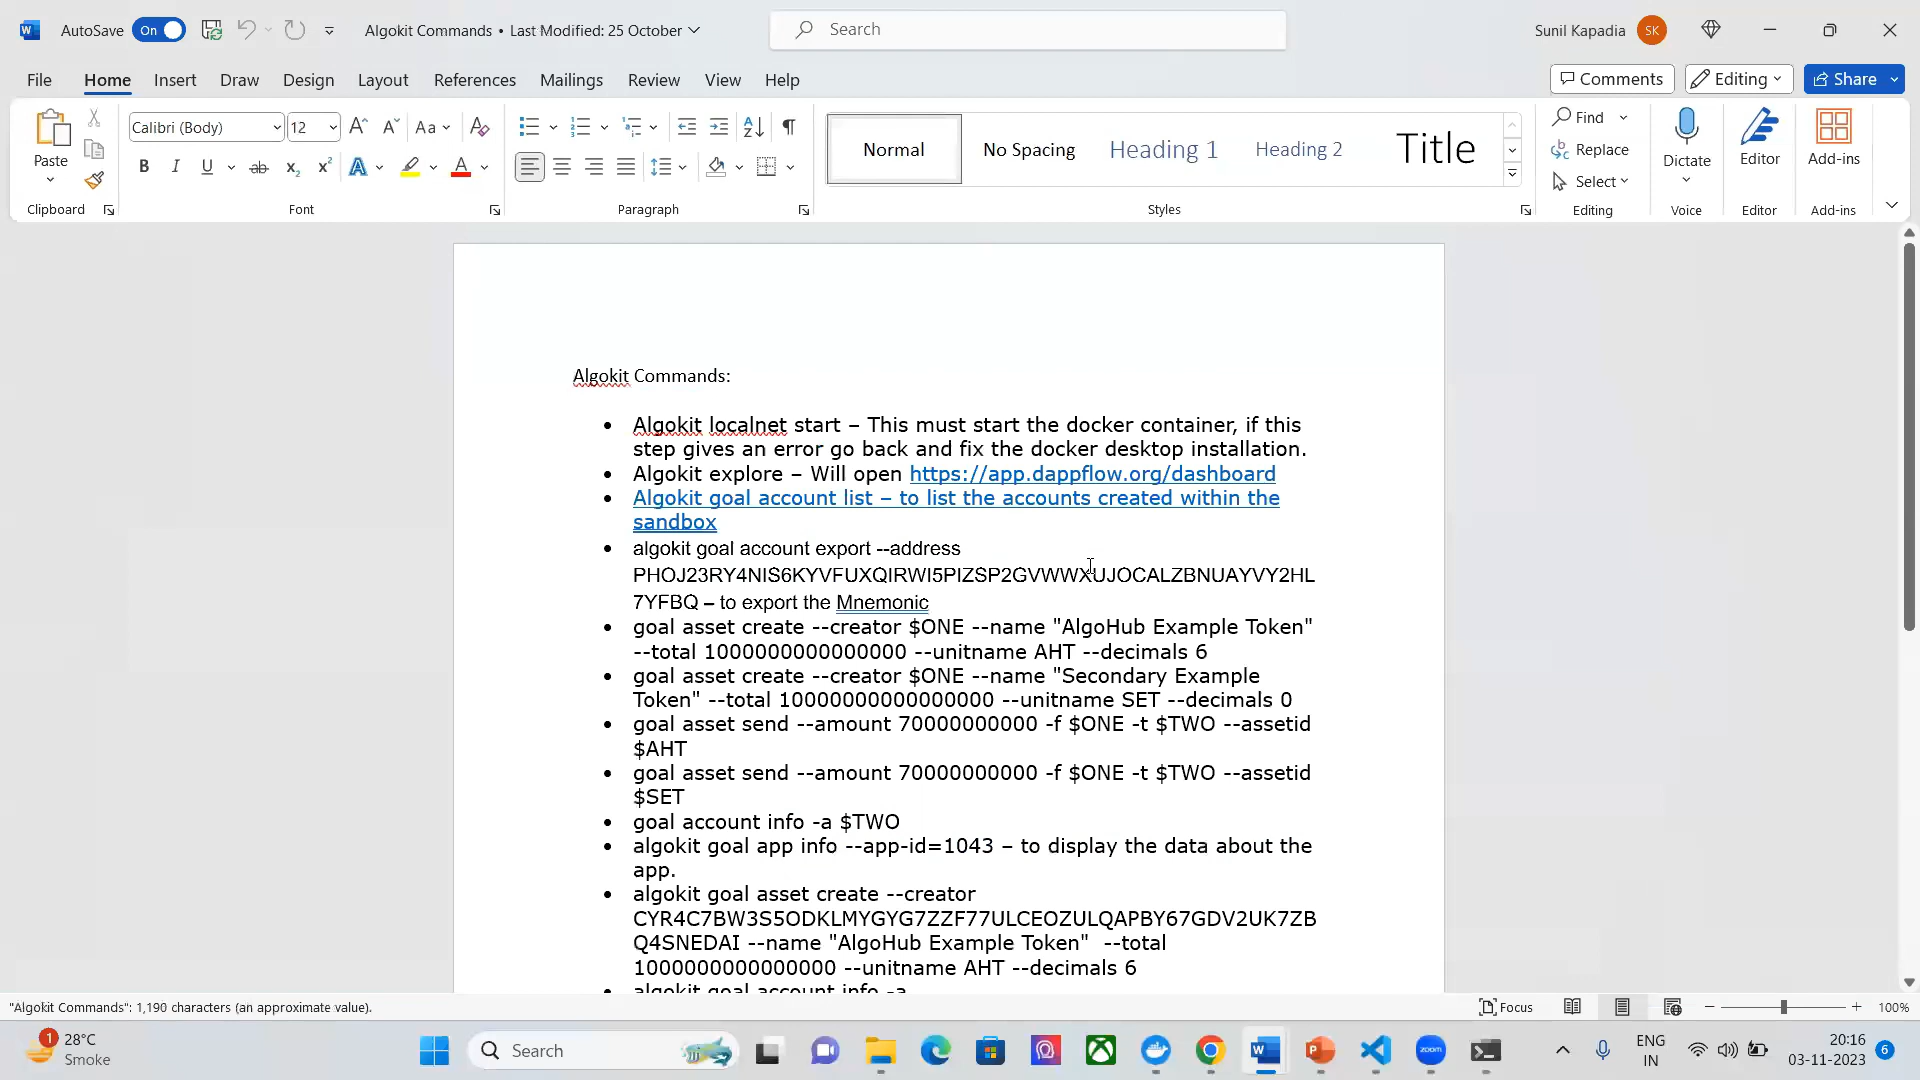 AutoSave On Algokit Commands • Last Modified: 25 October Search Sunil Kapadia SK
File Home Insert Draw Design Layout References Mailings Review View Help Comments Editing Share
Paste
Calibri (Body) 12 Aa
B I U ab x₂ x² A A
Normal No Spacing Heading 1 Heading 2 Title
Find
Replace
Select
Dictate Editor Add-ins
Clipboard Font Paragraph Styles Editing Voice Editor Add-ins
Algokit Commands:
• Algokit localnet start – This must start the docker container, if this
step gives an error go back and fix the docker desktop installation.
• Algokit explore – Will open https://app.dappflow.org/dashboard
• Algokit goal account list – to list the accounts created within the
sandbox
• algokit goal account export --address
PHOJ23RY4NIS6KYVFUXQIRWI5PIZSP2GVWWXUJOCALZBNUAYVY2HL
7YFBQ – to export the Mnemonic
• goal asset create --creator $ONE --name "AlgoHub Example Token"
--total 1000000000000000 --unitname AHT --decimals 6
• goal asset create --creator $ONE --name "Secondary Example
Token" --total 10000000000000000 --unitname SET --decimals 0
• goal asset send --amount 70000000000 -f $ONE -t $TWO --assetid
$AHT
• goal asset send --amount 70000000000 -f $ONE -t $TWO --assetid
$SET
• goal account info -a $TWO
• algokit goal app info --app-id=1043 – to display the data about the
app.
• algokit goal asset create --creator
CYR4C7BW3S5ODKLMYGYG7ZZF77ULCEOZULQAPBY67GDV2UK7ZB
Q4SNEDAI --name "AlgoHub Example Token" --total
1000000000000000 --unitname AHT --decimals 6
• algokit goal account info -a
"Algokit Commands": 1,190 characters (an approximate value). Focus 100%
1 28°C
Smoke
Search
zoom
ENG
IN
20:16
03-11-2023
6